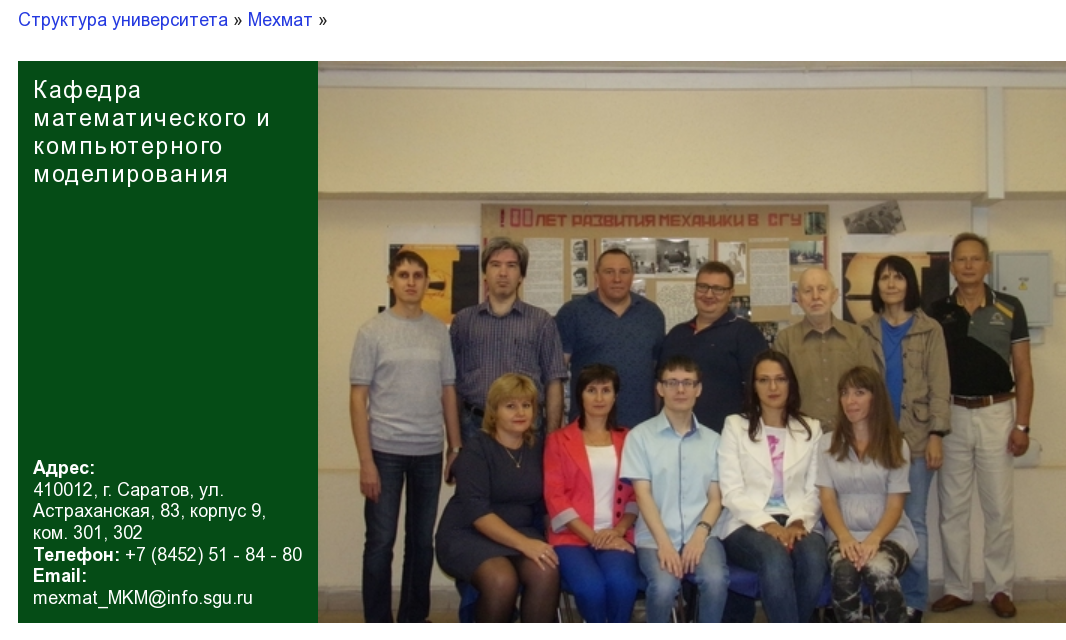 Структура университета » Мехмат »
Кафедра
математического и
компьютерного
моделирования
100 ЛЕТ РАЗВИТИЯ МЕХАНИКИ В СГУ
Адрес:
410012, г. Саратов, ул.
Астраханская, 83, корпус 9,
ком. 301, 302
Телефон: +7 (8452) 51 - 84 - 80
Email:
mexmat_MKM@info.sgu.ru